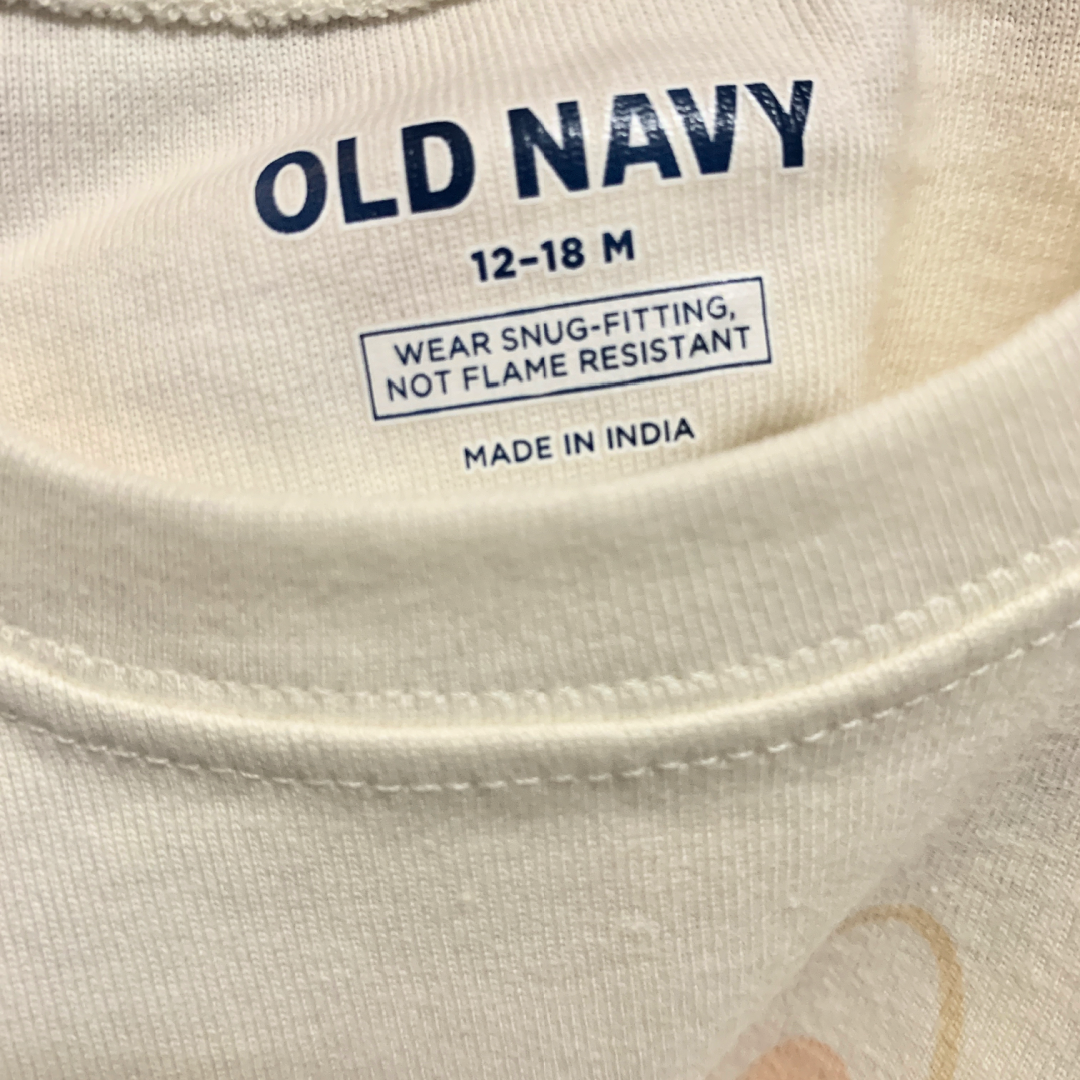 OLD NAVY
12-18 M
WEAR SNUG-FITTING,
NOT FLAME RESISTANT
MADE IN INDIA